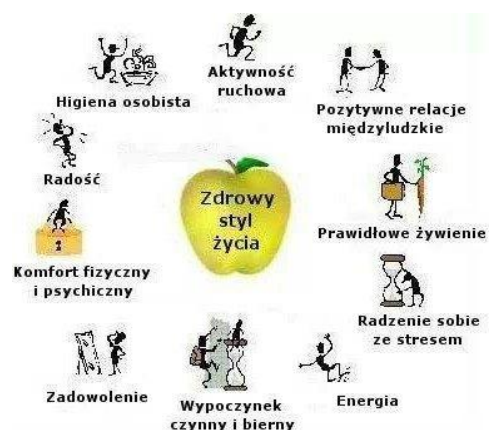 Aktywność
ruchowa
Higiena osobista
Pozytywne relacje
międzyludzkie
Radość
Zdrowy
styl
życia
Prawidłowe żywienie
Komfort fizyczny
i psychiczny
Radzenie sobie
ze stresem
Zadowolenie
Wypoczynek
czynny i bierny
Energia